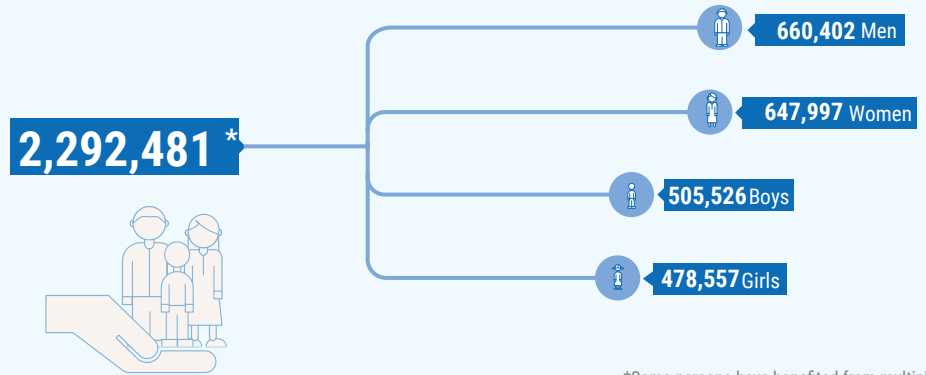 660,402 Men
647,997 Women
2,292,481 *
505,526 Boys
478,557 Girls
*Some persons have benefited from